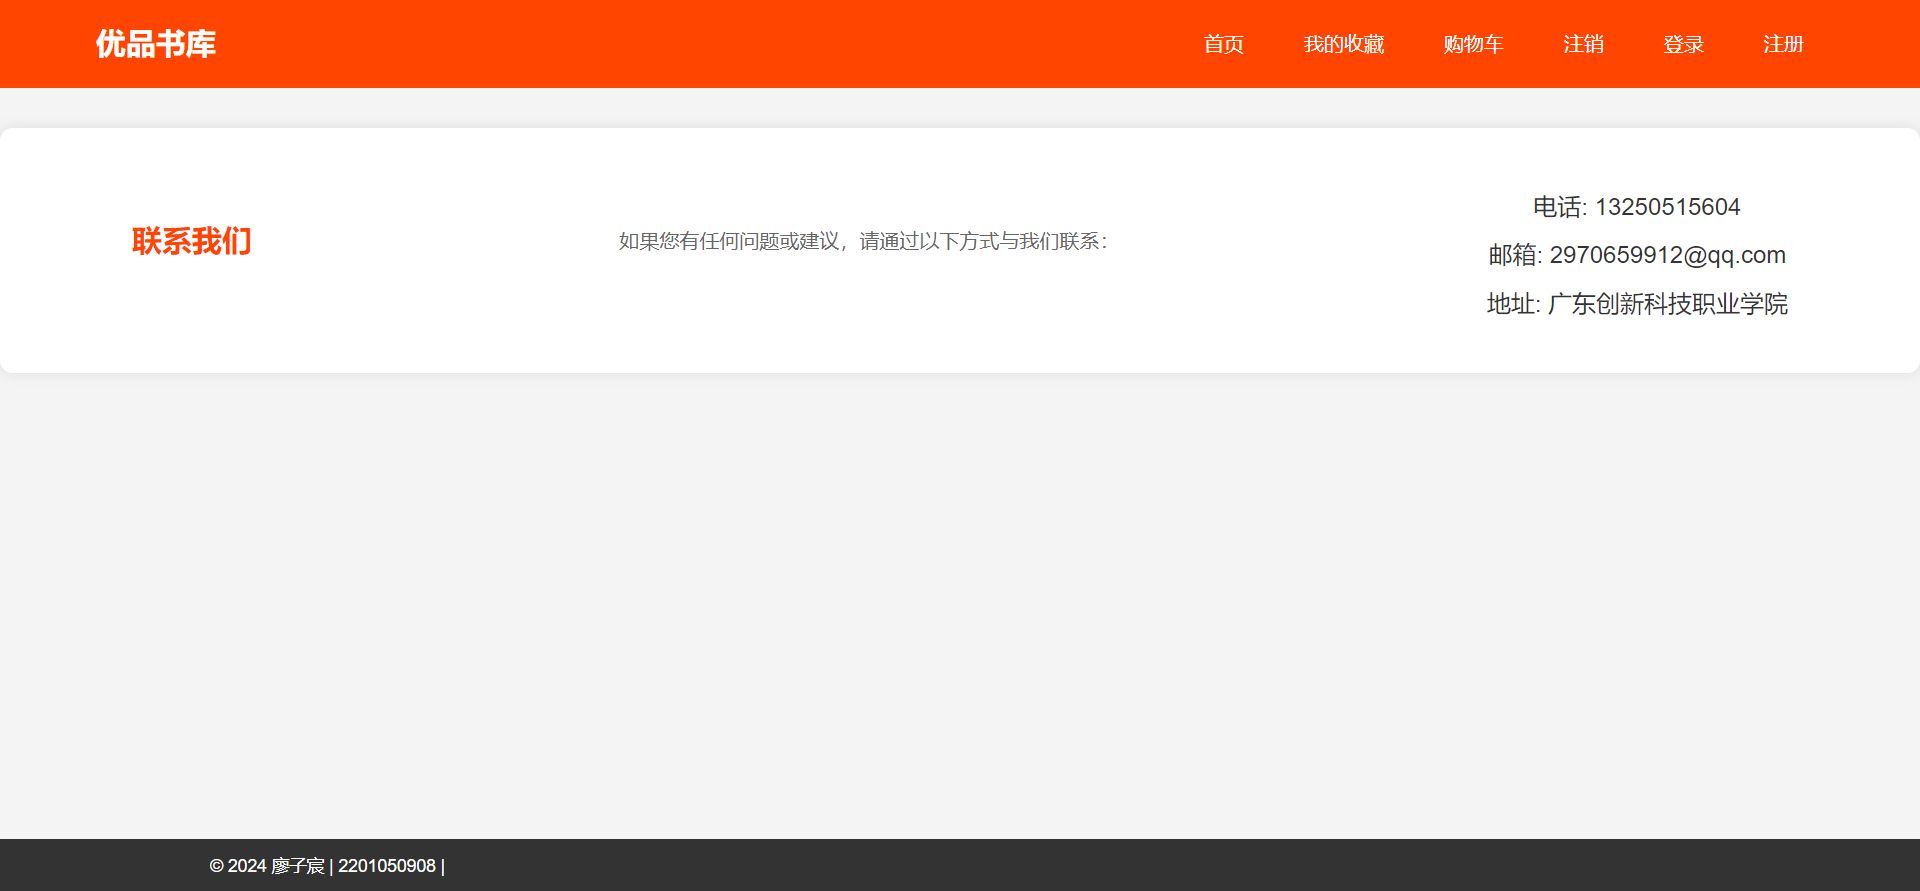 优品书库
首页
我的收藏
购物车
注销
登录
注册
联系我们
如果您有任何问题或建议，请通过以下方式与我们联系：
电话: 13250515604
邮箱: 2970659912@qq.com
地址: 广东创新科技职业学院
© 2024 廖子宸 | 2201050908 |